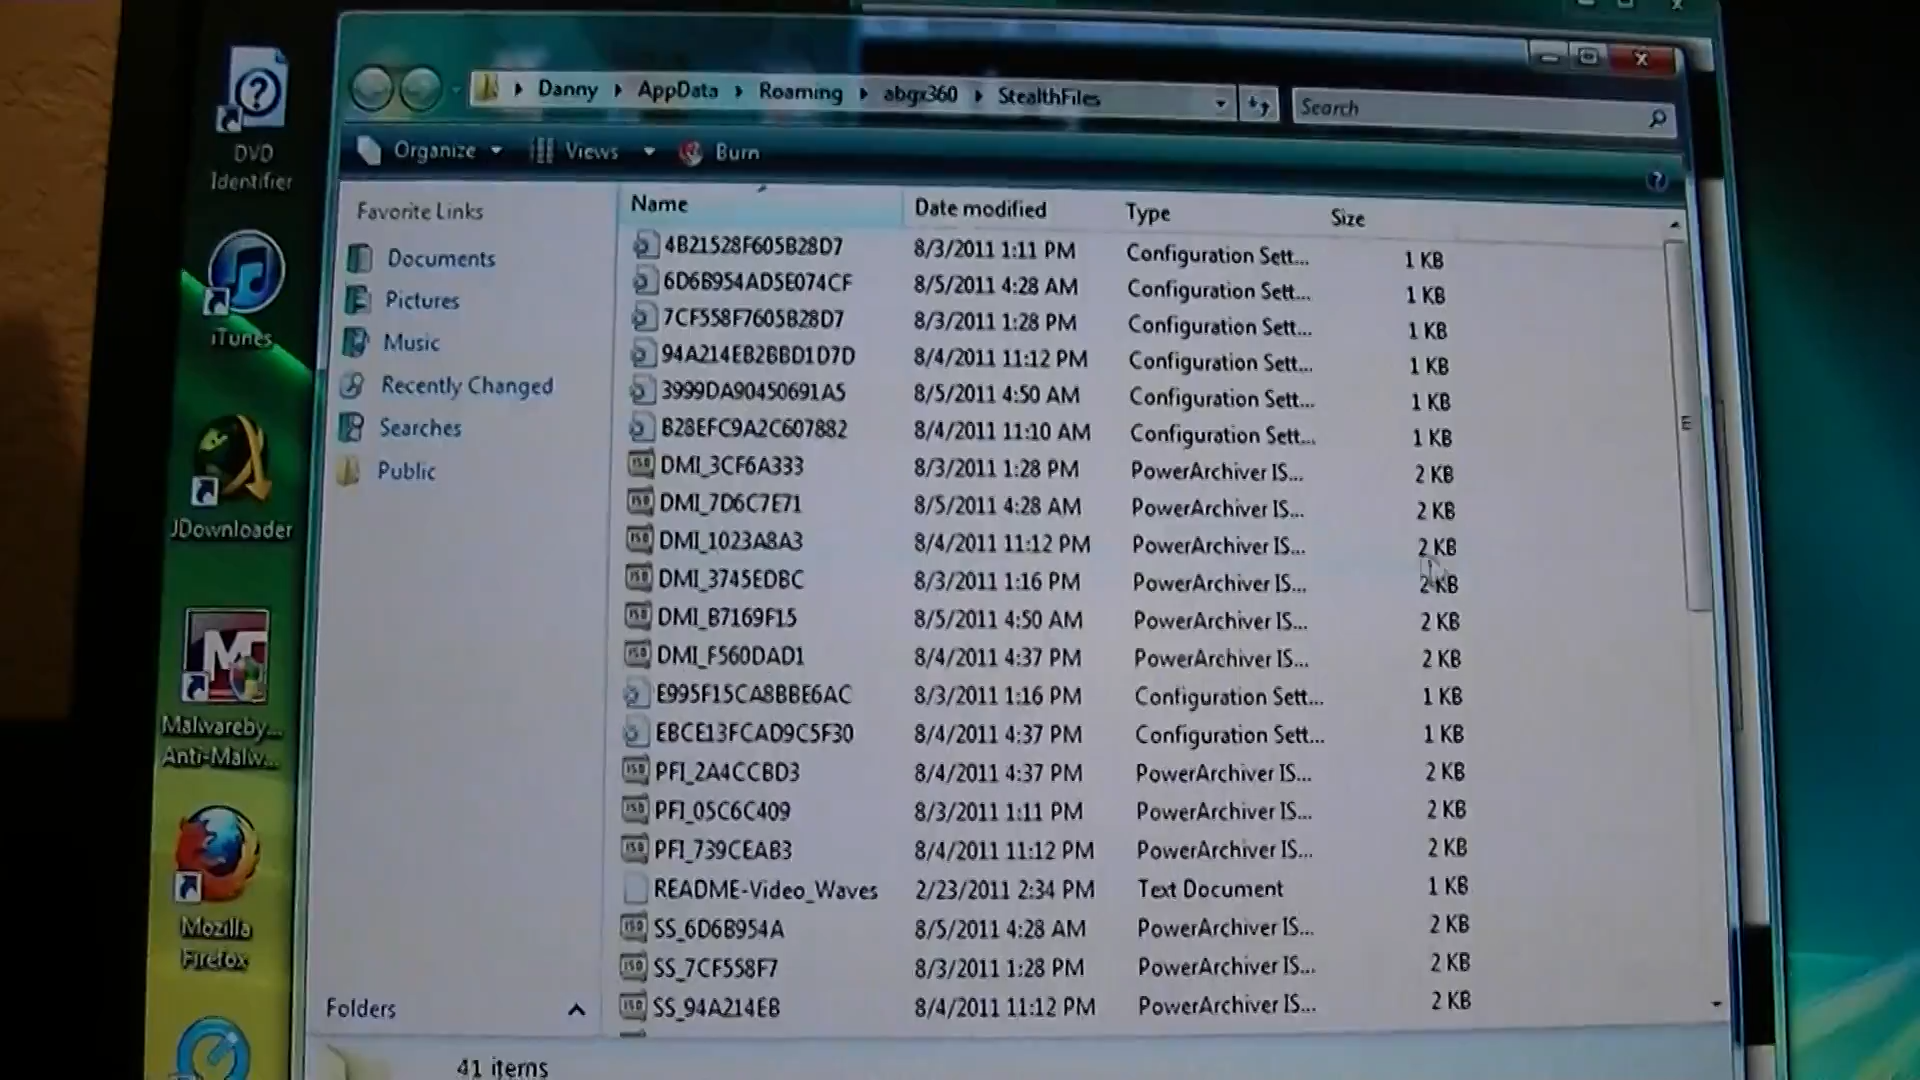 Danny AppData Roaming abgx360 StealthFiles
Search
Organize Views Burn
DVD
Identifier
iTunes
JDownloader
Malwareby...
Anti-Malw...
Mozilla
Firefox
Favorite Links
Documents
Pictures
Music
Recently Changed
Searches
Public
Folders
Name Date modified Type Size
4B21528F605B28D7 8/3/2011 1:11 PM Configuration Sett... 1 KB
6D6B954AD5E074CF 8/5/2011 4:28 AM Configuration Sett... 1 KB
7CF558F7605B28D7 8/3/2011 1:28 PM Configuration Sett... 1 KB
94A214EB2BBD1D7D 8/4/2011 11:12 PM Configuration Sett... 1 KB
3999DA90450691A5 8/5/2011 4:50 AM Configuration Sett... 1 KB
B28EFC9A2C607882 8/4/2011 11:10 AM Configuration Sett... 1 KB
DMI_3CF6A333 8/3/2011 1:28 PM PowerArchiver IS... 2 KB
DMI_7D6C7E71 8/5/2011 4:28 AM PowerArchiver IS... 2 KB
DMI_1023A8A3 8/4/2011 11:12 PM PowerArchiver IS... 2 KB
DMI_3745EDBC 8/3/2011 1:16 PM PowerArchiver IS... 2 KB
DMI_B7169F15 8/5/2011 4:50 AM PowerArchiver IS... 2 KB
DMI_F560DAD1 8/4/2011 4:37 PM PowerArchiver IS... 2 KB
E995F15CA8BBE6AC 8/3/2011 1:16 PM Configuration Sett... 1 KB
EBCE13FCAD9C5F30 8/4/2011 4:37 PM Configuration Sett... 1 KB
PFI_2A4CCBD3 8/4/2011 4:37 PM PowerArchiver IS... 2 KB
PFI_05C6C409 8/3/2011 1:11 PM PowerArchiver IS... 2 KB
PFI_739CEAB3 8/4/2011 11:12 PM PowerArchiver IS... 2 KB
README-Video_Waves 2/23/2011 2:34 PM Text Document 1 KB
SS_6D6B954A 8/5/2011 4:28 AM PowerArchiver IS... 2 KB
SS_7CF558F7 8/3/2011 1:28 PM PowerArchiver IS... 2 KB
SS_94A214EB 8/4/2011 11:12 PM PowerArchiver IS... 2 KB
41 items